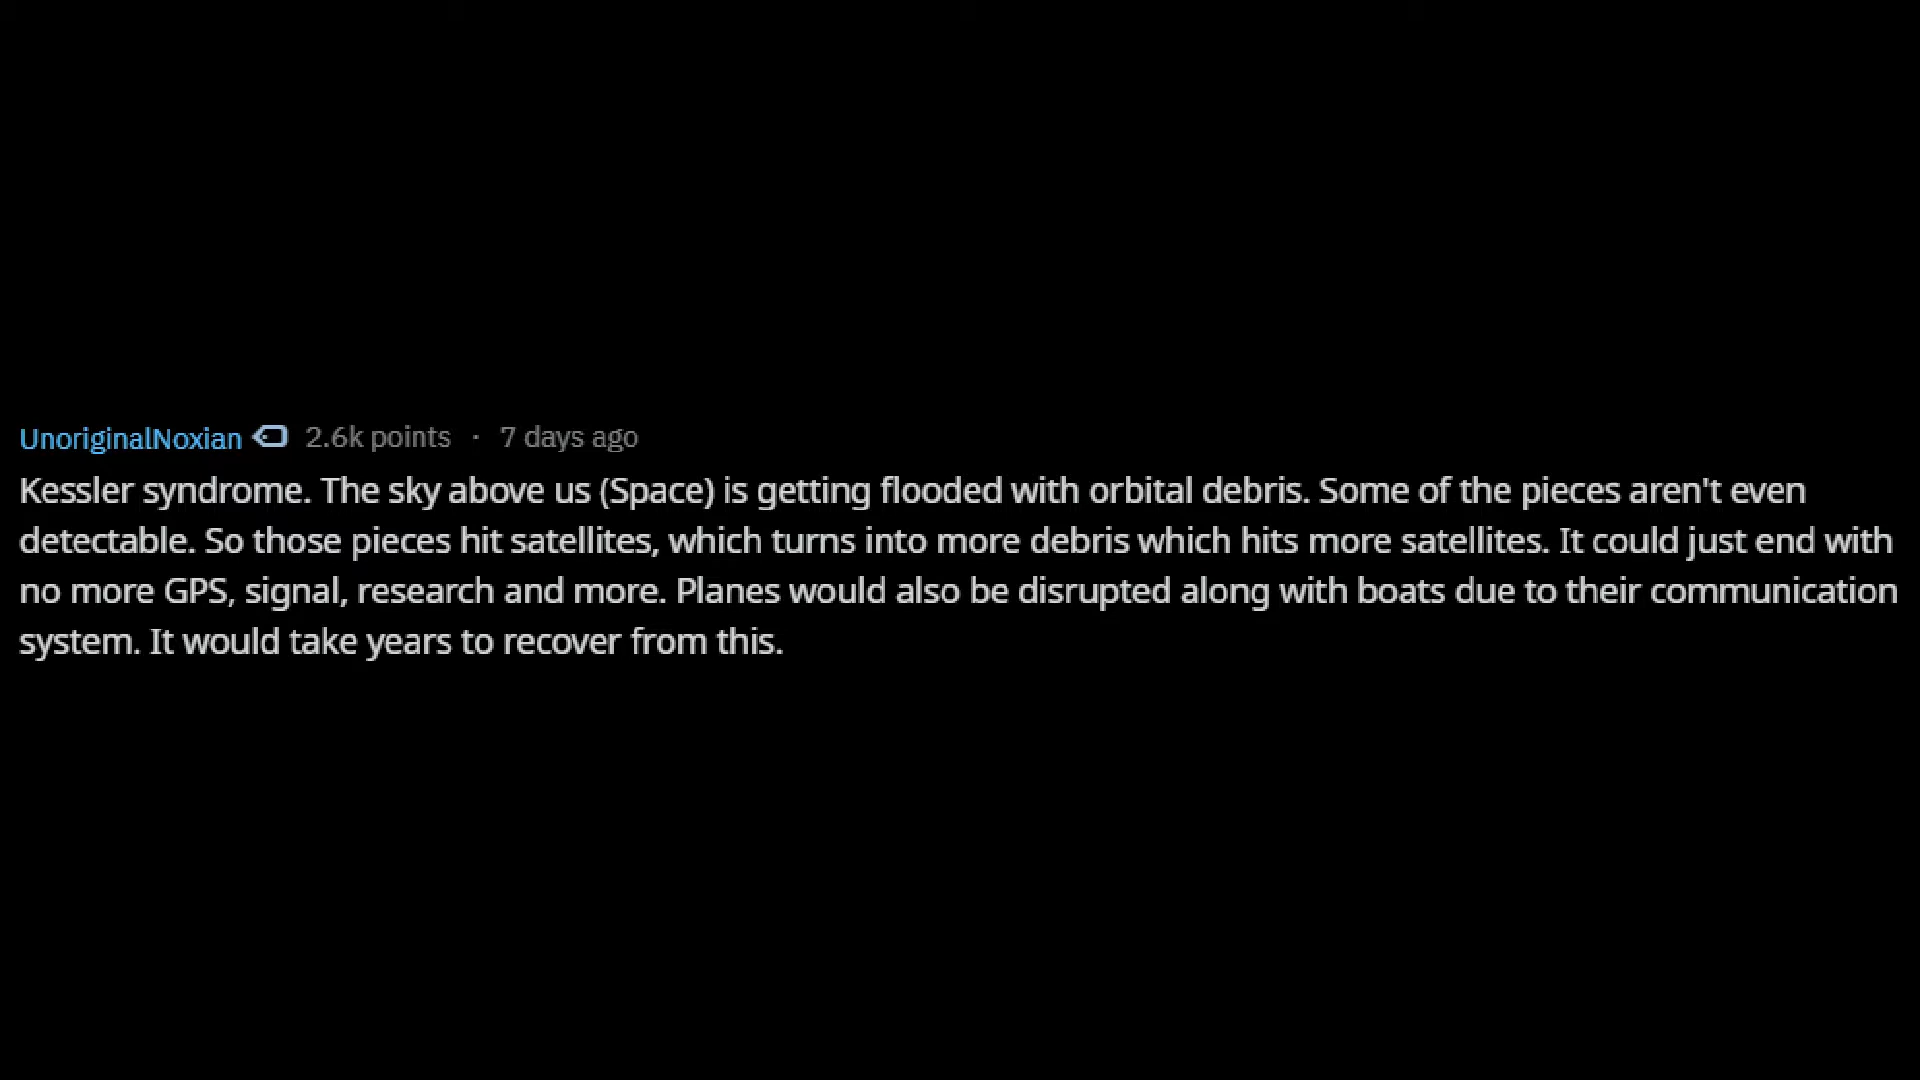 UnoriginalNoxian 2.6k points · 7 days ago
Kessler syndrome. The sky above us (Space) is getting flooded with orbital debris. Some of the pieces aren't even
detectable. So those pieces hit satellites, which turns into more debris which hits more satellites. It could just end with
no more GPS, signal, research and more. Planes would also be disrupted along with boats due to their communication
system. It would take years to recover from this.